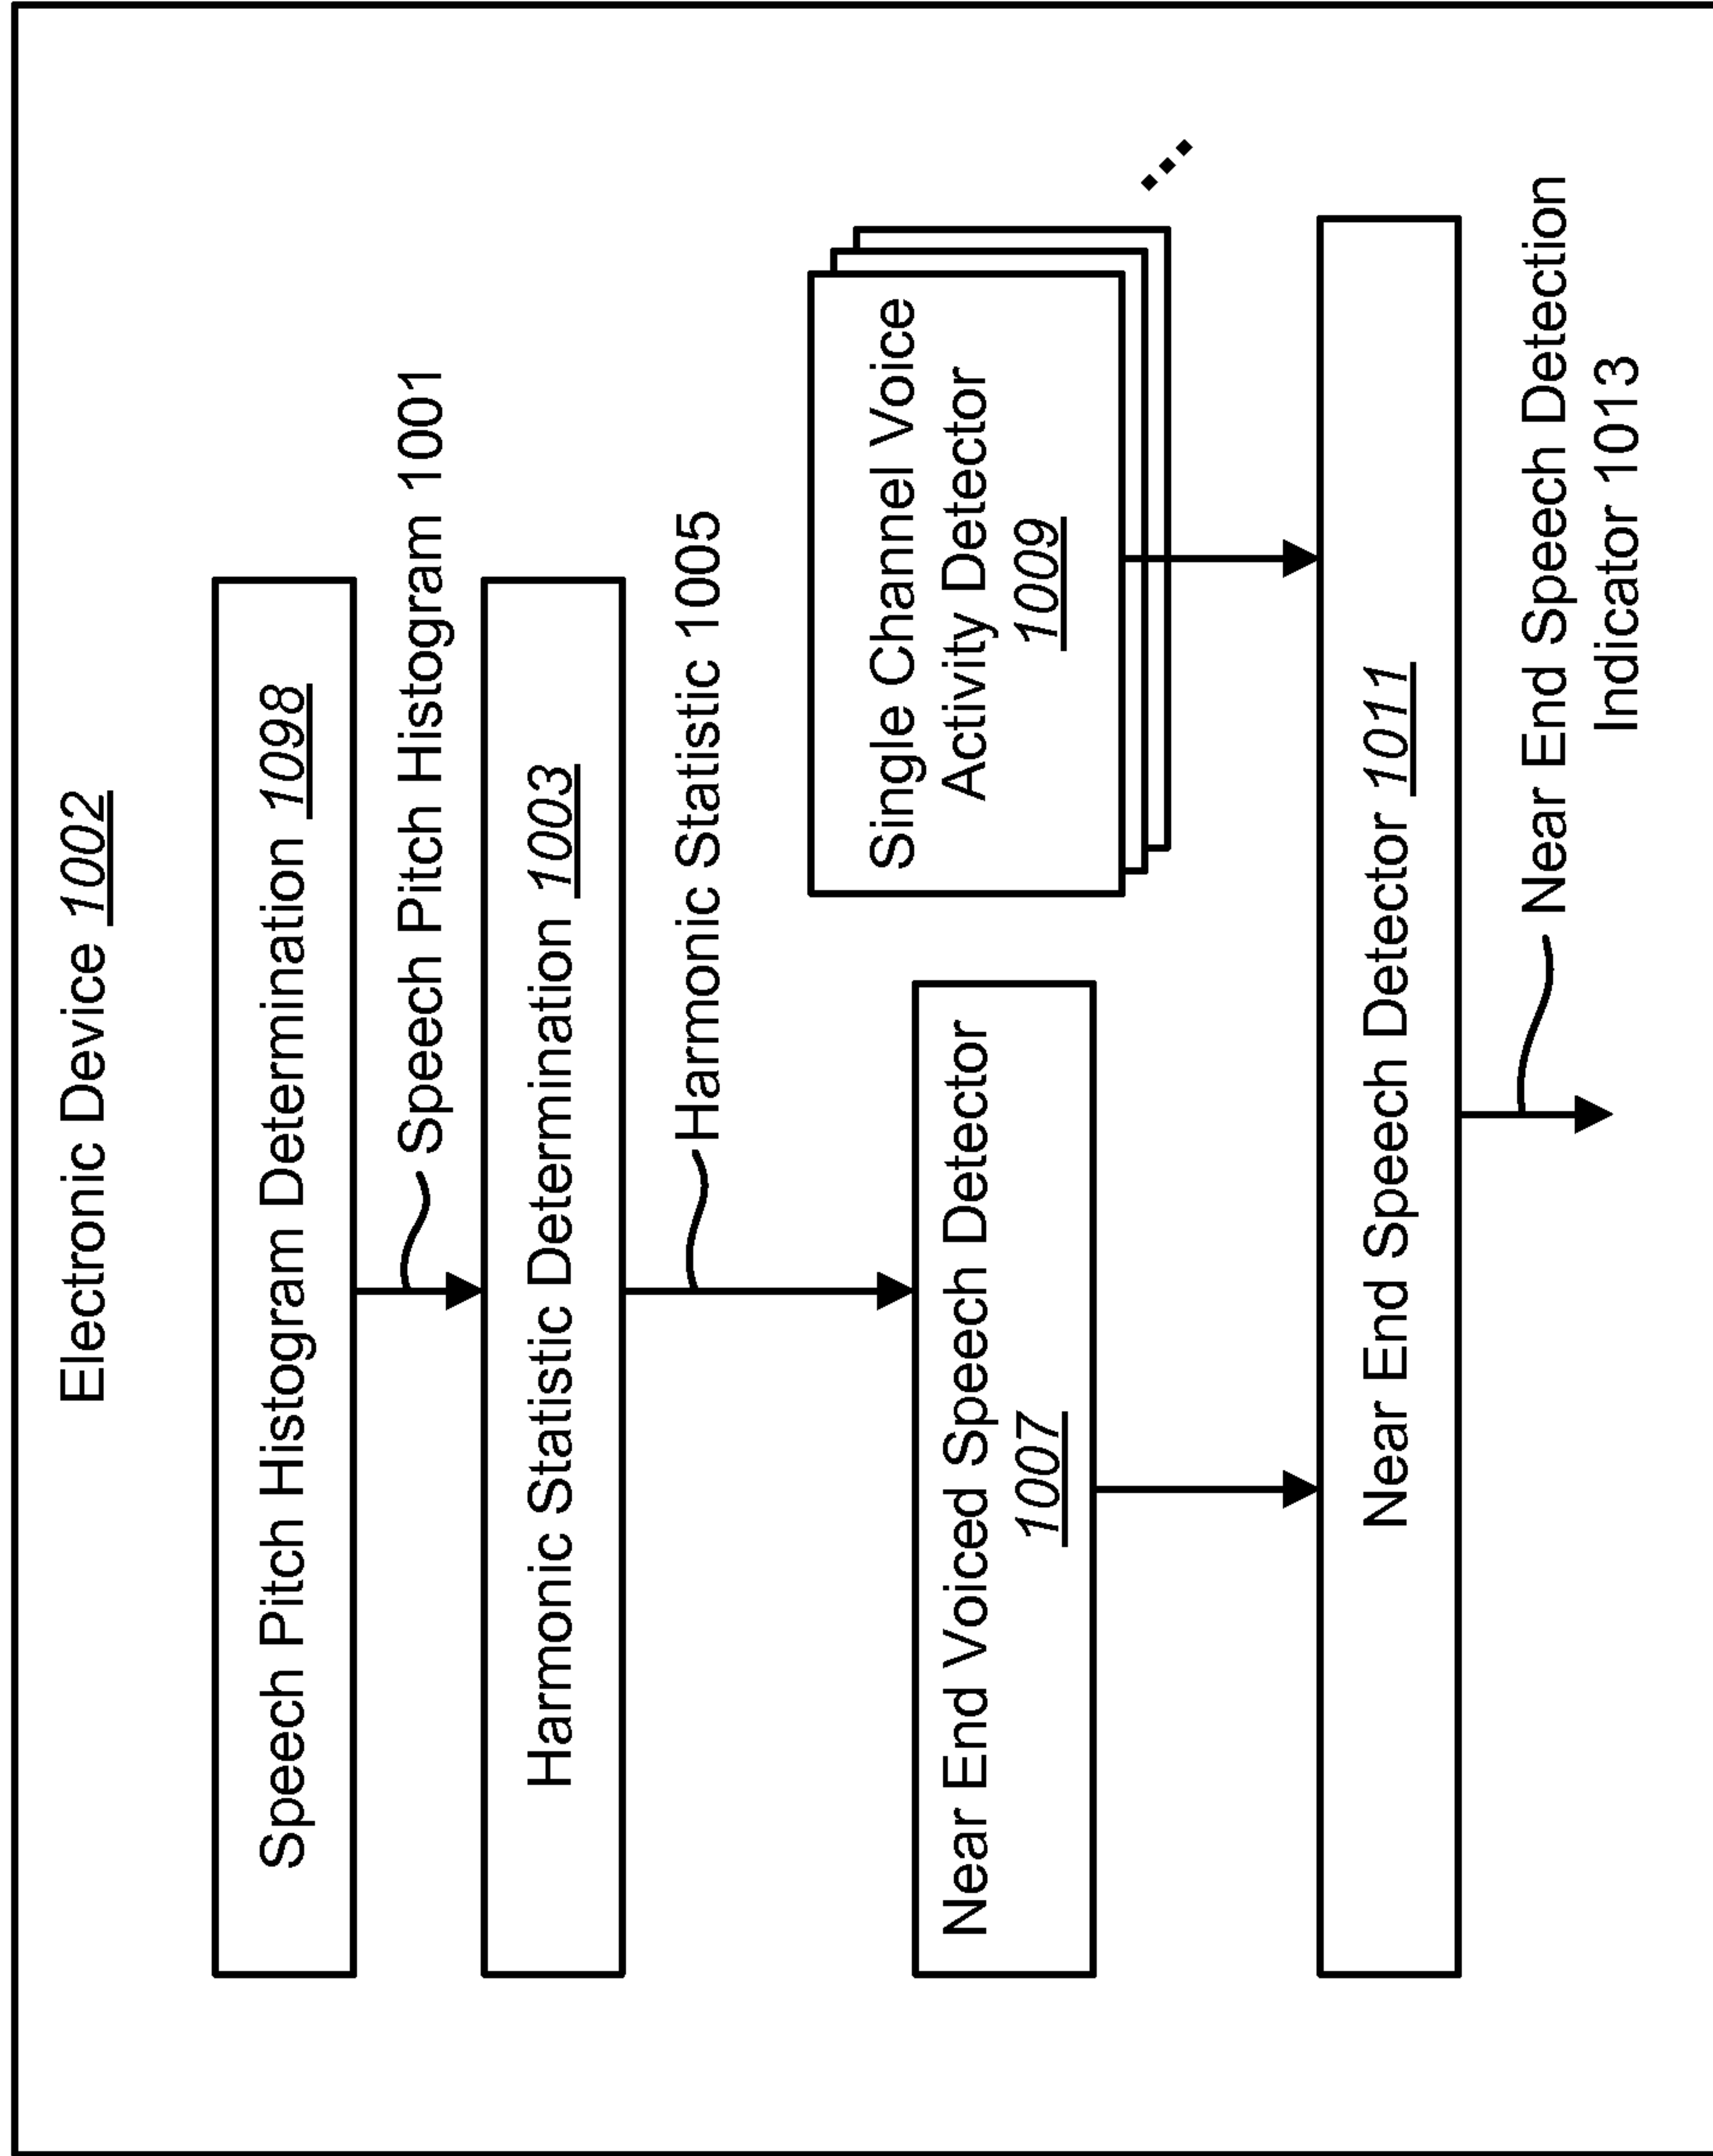 Electronic Device 1002
Speech Pitch Histogram Determination 1098
Speech Pitch Histogram 1001
Harmonic Statistic Determination 1003
Harmonic Statistic 1005
Near End Voiced Speech Detector
1007
Single Channel Voice
Activity Detector
1009
Near End Speech Detector 1011
Near End Speech Detection
Indicator 1013